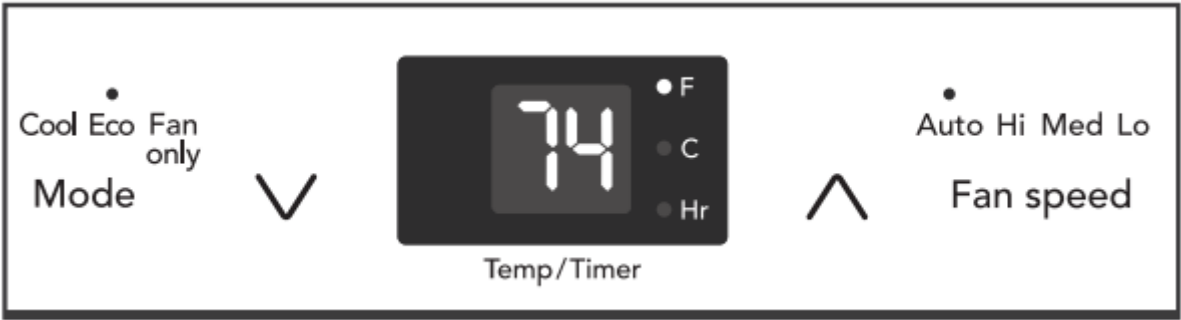 Cool Eco Fan only
Mode
74
F
C
Hr
Temp/Timer
Auto Hi Med Lo
Fan speed